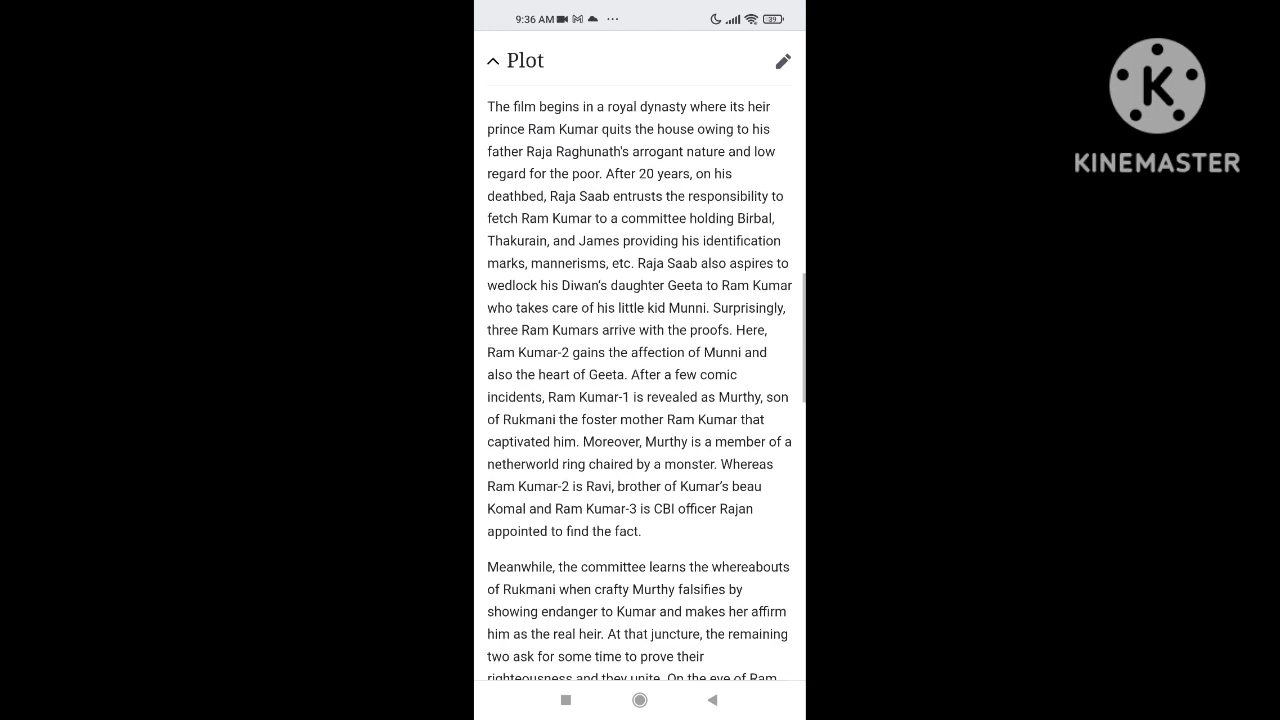 9:36 AM
39
Plot
The film begins in a royal dynasty where its heir
prince Ram Kumar quits the house owing to his
father Raja Raghunath's arrogant nature and low
regard for the poor. After 20 years, on his
deathbed, Raja Saab entrusts the responsibility to
fetch Ram Kumar to a committee holding Birbal,
Thakurain, and James providing his identification
marks, mannerisms, etc. Raja Saab also aspires to
wedlock his Diwan's daughter Geeta to Ram Kumar
who takes care of his little kid Munni. Surprisingly,
three Ram Kumars arrive with the proofs. Here,
Ram Kumar-2 gains the affection of Munni and
also the heart of Geeta. After a few comic
incidents, Ram Kumar-1 is revealed as Murthy, son
of Rukmani the foster mother Ram Kumar that
captivated him. Moreover, Murthy is a member of a
netherworld ring chaired by a monster. Whereas
Ram Kumar-2 is Ravi, brother of Kumar’s beau
Komal and Ram Kumar-3 is CBI officer Rajan
appointed to find the fact.
Meanwhile, the committee learns the whereabouts
of Rukmani when crafty Murthy falsifies by
showing endanger to Kumar and makes her affirm
him as the real heir. At that juncture, the remaining
two ask for some time to prove their
righteousness and they unite. On the eve of Ram
K
KINEMASTER